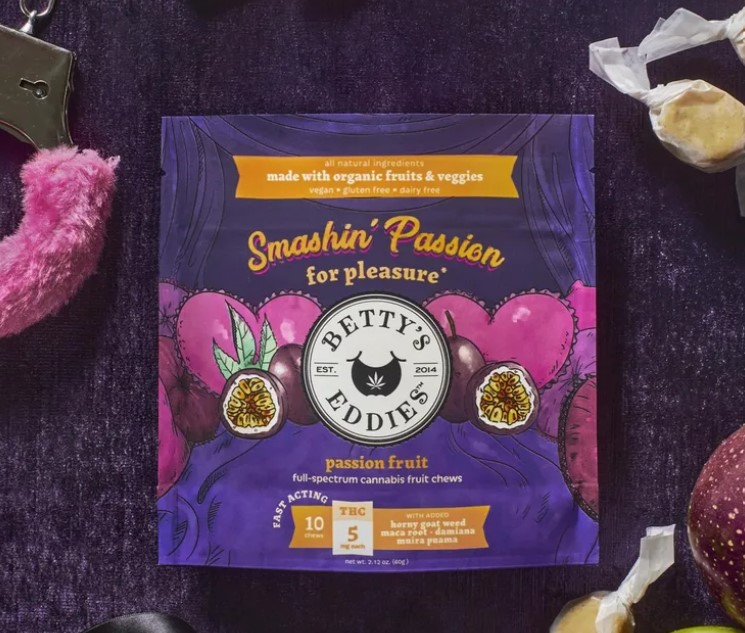 all natural ingredients
made with organic fruits & veggies
vegan • gluten free • dairy free
Smashin' Passion
for pleasure*
BETTY'S
EST. 2014
EDDIES™
passion fruit
full-spectrum cannabis fruit chews
FAST ACTING
10
chews
THC
5
mg each
WITH ADDED
horny goat weed
maca root • damiana
muira puama
net wt. 2.12 oz. (60g)